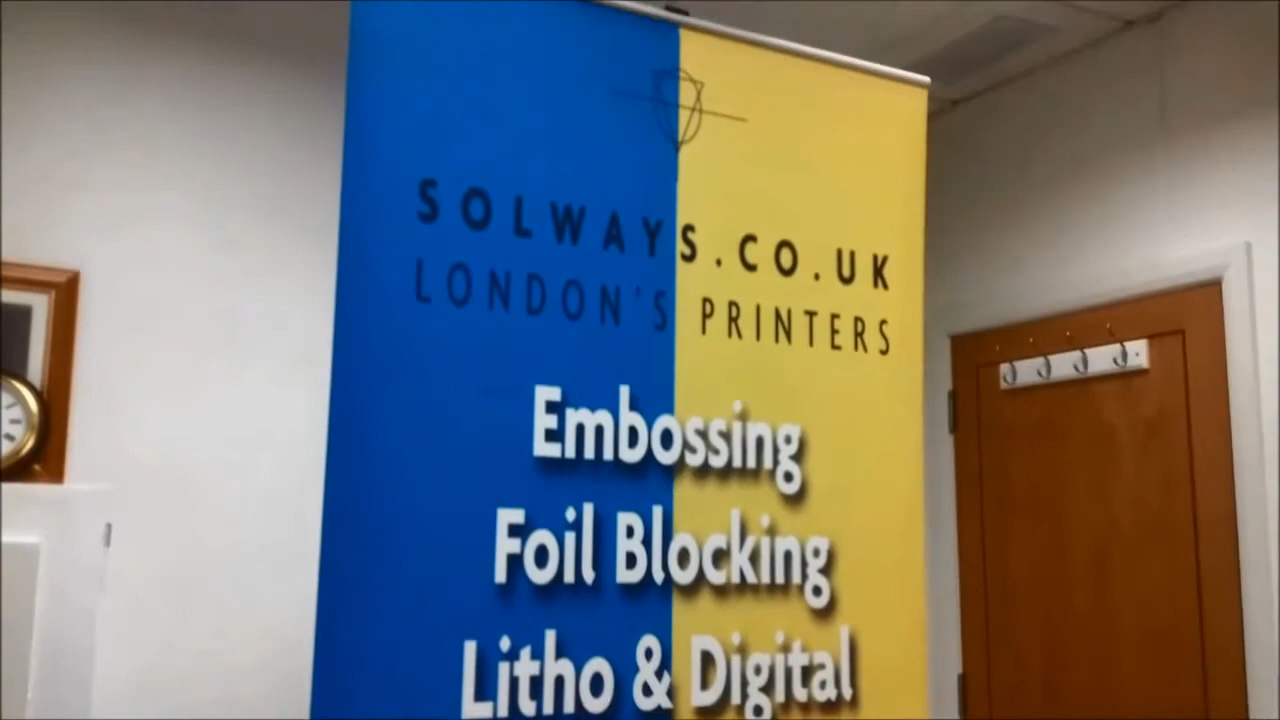 SOLWAYS.CO.UK
LONDON'S PRINTERS
Embossing
Foil Blocking
Litho & Digital